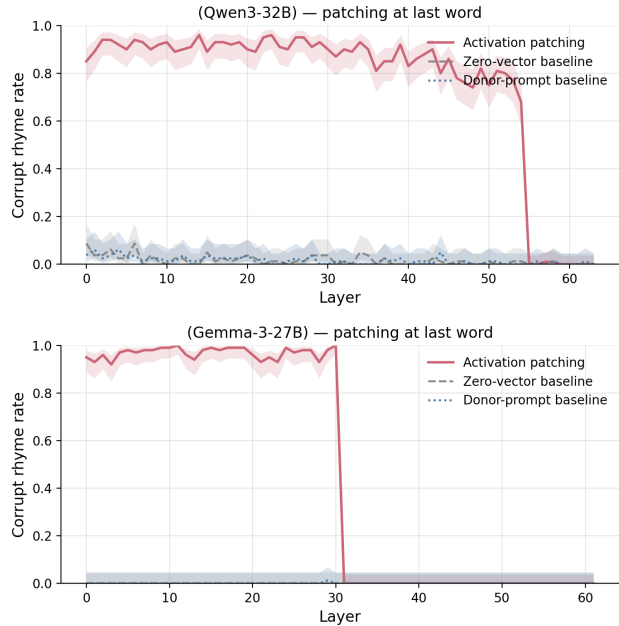 (Qwen3-32B) — patching at last word
1.0
0.8
0.6
0.4
0.2
0.0
Corrupt rhyme rate
Activation patching
Zero-vector baseline
Donor-prompt baseline
0 10 20 30 40 50 60
Layer
(Gemma-3-27B) — patching at last word
1.0
0.8
0.6
0.4
0.2
0.0
Corrupt rhyme rate
Activation patching
Zero-vector baseline
Donor-prompt baseline
0 10 20 30 40 50 60
Layer